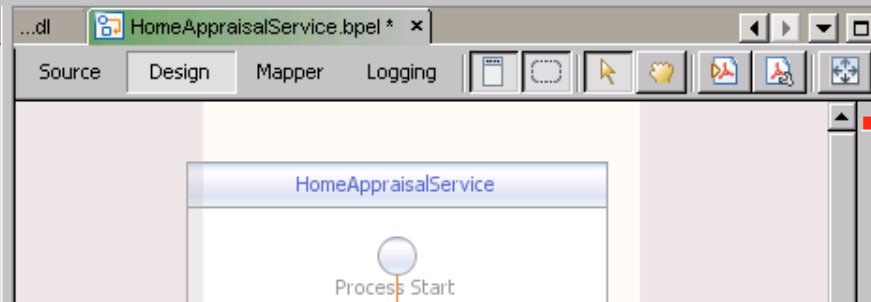 ...dl HomeAppraisalService.bpel * ×
Source Design Mapper Logging
HomeAppraisalService
Process Start